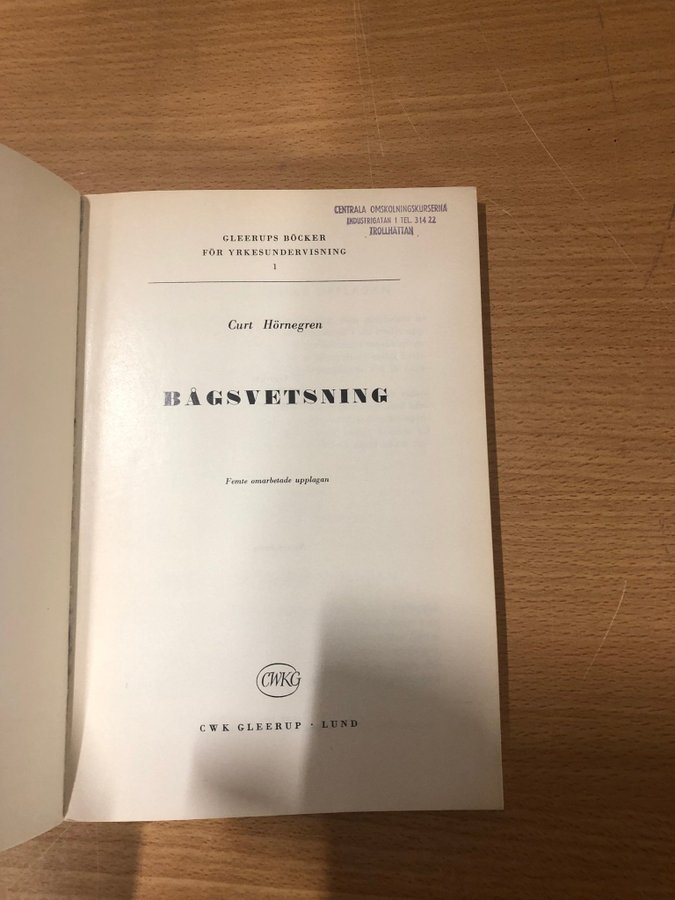 CENTRALA OMSKOLNINGSKURSERNA
INDUSTRIGATAN 1 TEL. 314 22
TROLLHÄTTAN
GLEERUPS BÖCKER
FÖR YRKESUNDERVISNING
1
Curt Hörnegren
BÅGSVETSNING
Femte omarbetade upplagan
CWKG
CWK GLEERUP · LUND